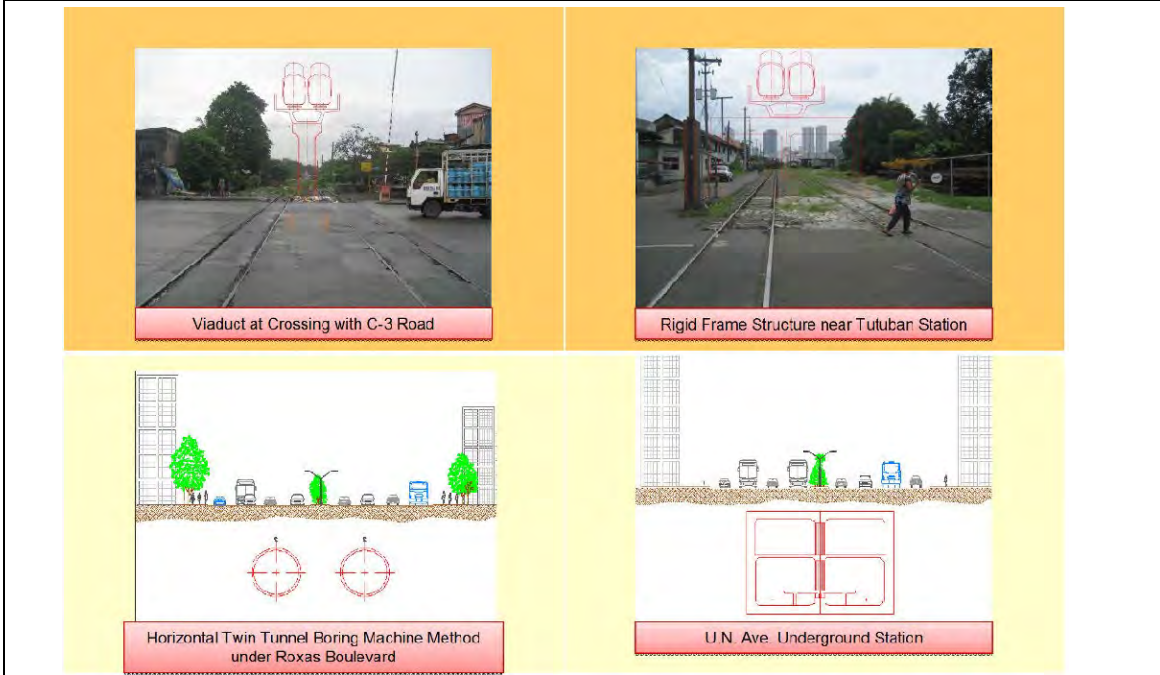 Viaduct at Crossing with C-3 Road
Rigid Frame Structure near Tutuban Station
Horizontal Twin Tunnel Boring Machine Method
under Roxas Boulevard
U.N. Ave. Underground Station